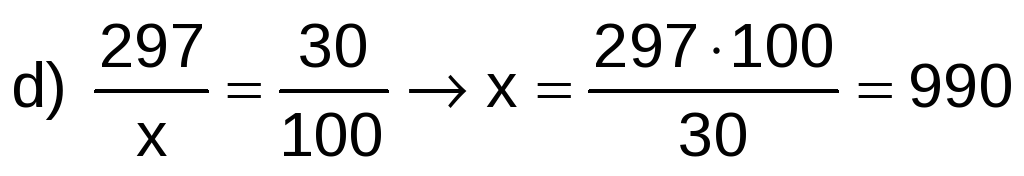 d) 297/x = 30/100 → x = 297·100/30 = 990